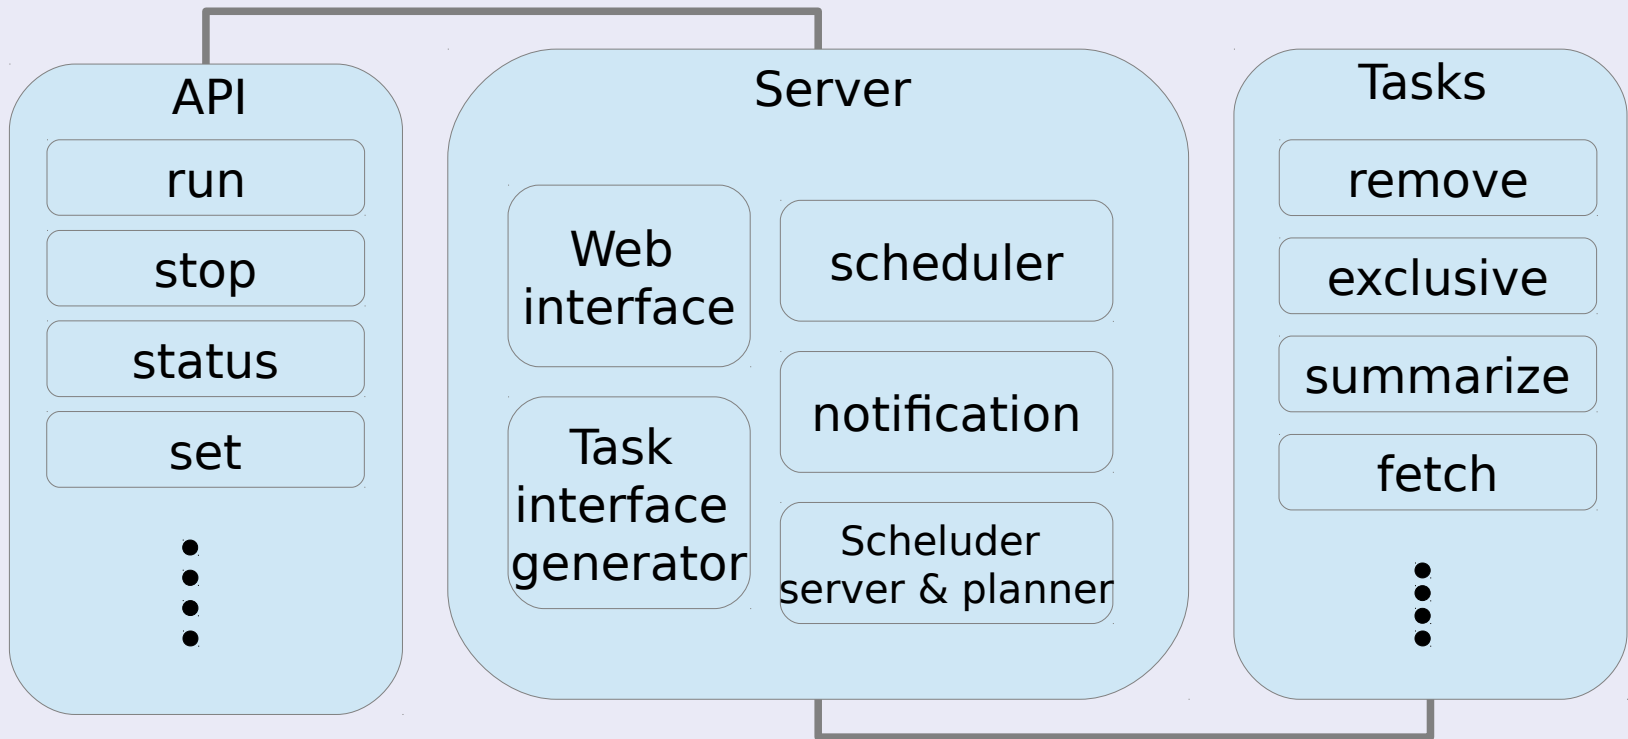 API
run
stop
status
set
Server
Web
interface
Task
interface
generator
scheduler
notification
Scheluder
server & planner
Tasks
remove
exclusive
summarize
fetch